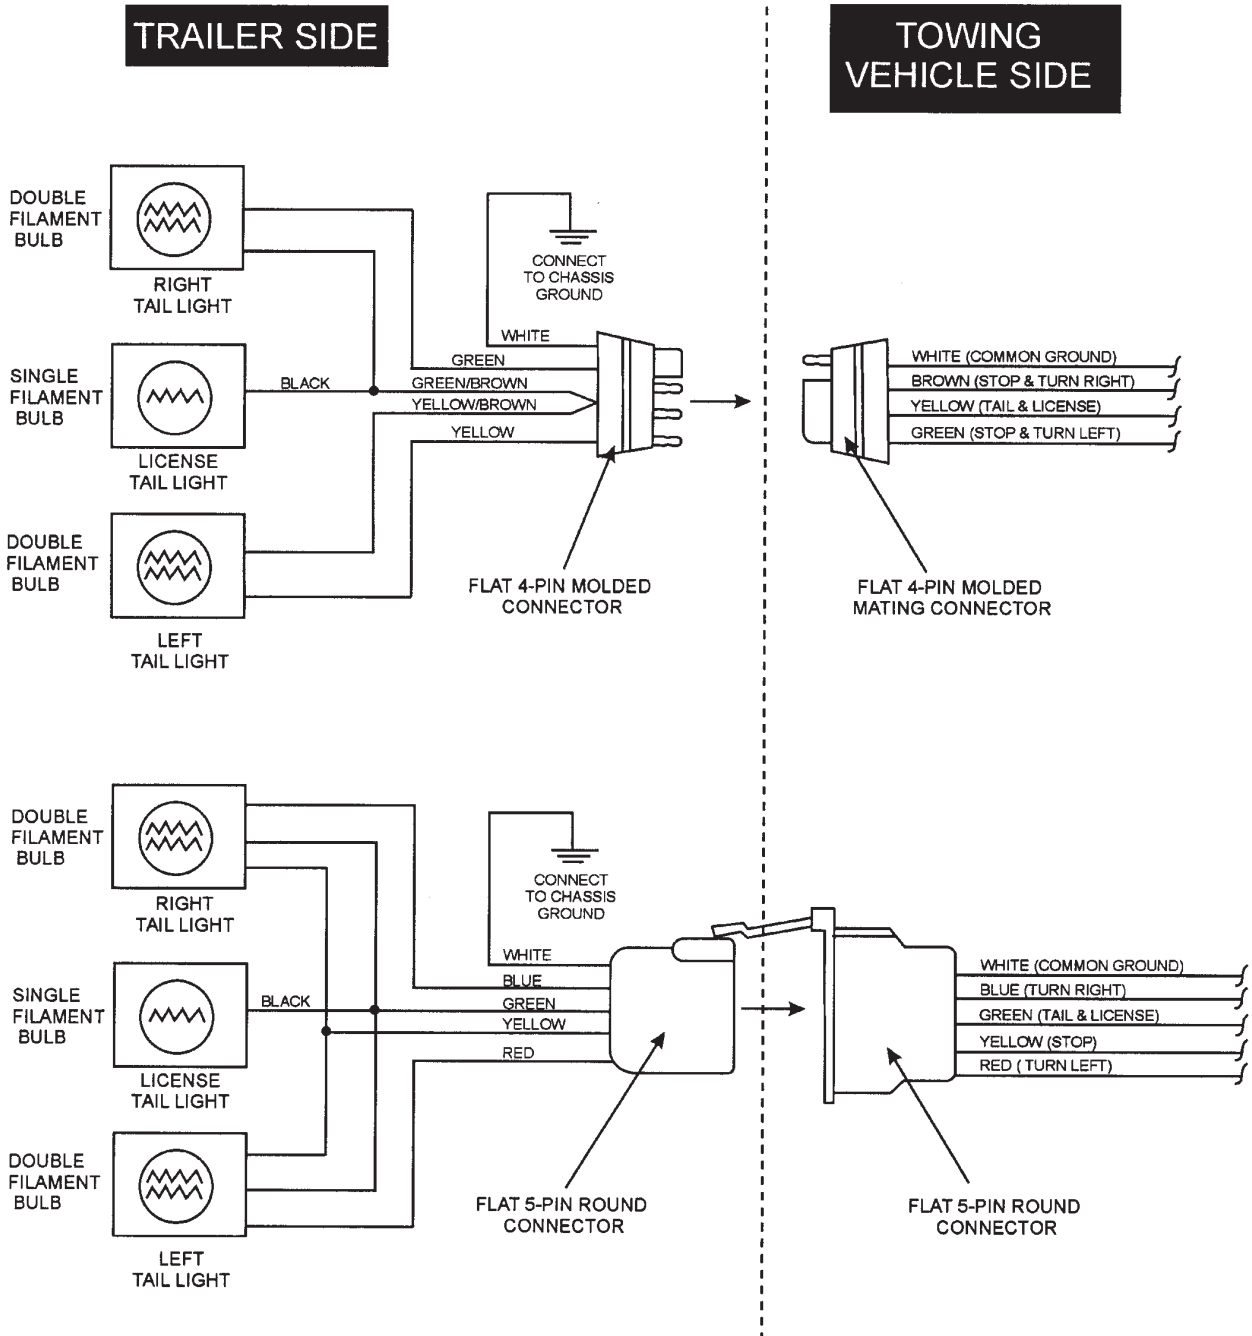 TRAILER SIDE
TOWING
VEHICLE SIDE
DOUBLE
FILAMENT
BULB
RIGHT
TAIL LIGHT
CONNECT
TO CHASSIS
GROUND
WHITE
GREEN
SINGLE
FILAMENT
BULB
BLACK
GREEN/BROWN
YELLOW/BROWN
YELLOW
LICENSE
TAIL LIGHT
WHITE (COMMON GROUND)
BROWN (STOP & TURN RIGHT)
YELLOW (TAIL & LICENSE)
GREEN (STOP & TURN LEFT)
DOUBLE
FILAMENT
BULB
LEFT
TAIL LIGHT
FLAT 4-PIN MOLDED
CONNECTOR
FLAT 4-PIN MOLDED
MATING CONNECTOR
DOUBLE
FILAMENT
BULB
RIGHT
TAIL LIGHT
CONNECT
TO CHASSIS
GROUND
WHITE
BLUE
SINGLE
FILAMENT
BULB
BLACK
GREEN
YELLOW
RED
LICENSE
TAIL LIGHT
WHITE (COMMON GROUND)
BLUE (TURN RIGHT)
GREEN (TAIL & LICENSE)
YELLOW (STOP)
RED ( TURN LEFT)
DOUBLE
FILAMENT
BULB
LEFT
TAIL LIGHT
FLAT 5-PIN ROUND
CONNECTOR
FLAT 5-PIN ROUND
CONNECTOR